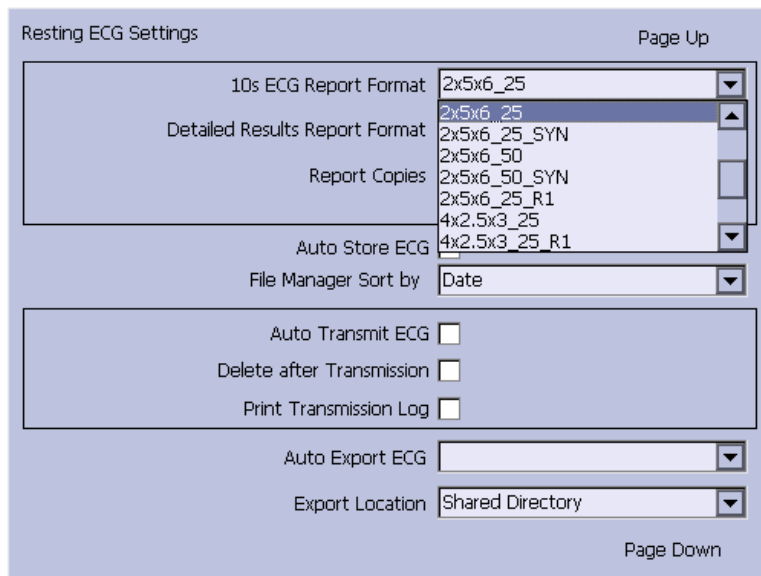 Resting ECG Settings
Page Up
10s ECG Report Format 2x5x6_25
2x5x6_25
Detailed Results Report Format
2x5x6_25_SYN
2x5x6_50
Report Copies
2x5x6_50_SYN
2x5x6_25_R1
4x2.5x3_25
4x2.5x3_25_R1
Auto Store ECG
File Manager Sort by Date
Auto Transmit ECG
Delete after Transmission
Print Transmission Log
Auto Export ECG
Export Location Shared Directory
Page Down